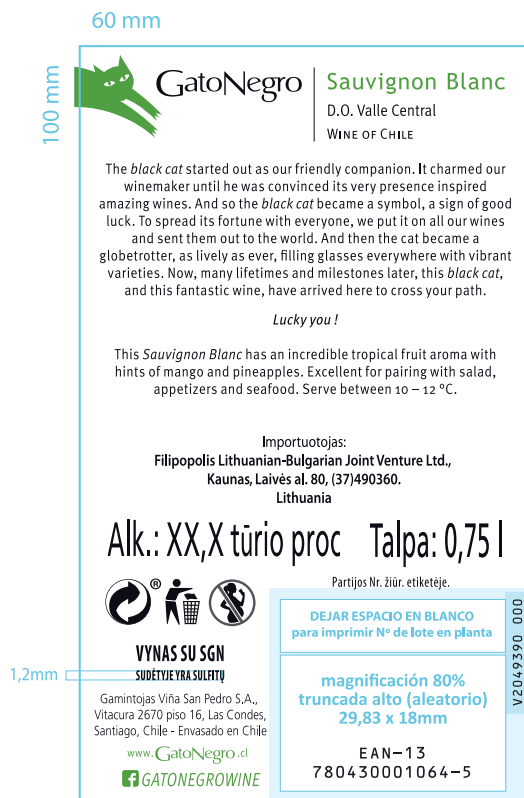 60 mm
100 mm
GatoNegro
Sauvignon Blanc
D.O. Valle Central
WINE OF CHILE
The black cat started out as our friendly companion. It charmed our
winemaker until he was convinced its very presence inspired
amazing wines. And so the black cat became a symbol, a sign of good
luck. To spread its fortune with everyone, we put it on all our wines
and sent them out to the world. And then the cat became a
globetrotter, as lively as ever, filling glasses everywhere with vibrant
varieties. Now, many lifetimes and milestones later, this black cat,
and this fantastic wine, have arrived here to cross your path.
Lucky you !
This Sauvignon Blanc has an incredible tropical fruit aroma with
hints of mango and pineapples. Excellent for pairing with salad,
appetizers and seafood. Serve between 10 – 12 ºC.
Importuotojas:
Filipopolis Lithuanian-Bulgarian Joint Venture Ltd.,
Kaunas, Laivės al. 80, (37)490360.
Lithuania
Alk.: XX,X tūrio proc Talpa: 0,75 l
®
Partijos Nr. žiūr. etiketėje.
VYNAS SU SGN
1,2mm
SUDĖTYJE YRA SULFITŲ
Gamintojas Viña San Pedro S.A.,
Vitacura 2670 piso 16, Las Condes,
Santiago, Chile - Envasado en Chile
www.GatoNegro.cl
f GATONEGROWINE
DEJAR ESPACIO EN BLANCO
para imprimir Nº de lote en planta
magnificación 80%
truncada alto (aleatorio)
29,83 x 18mm
EAN-13
780430001064-5
V2049390 000